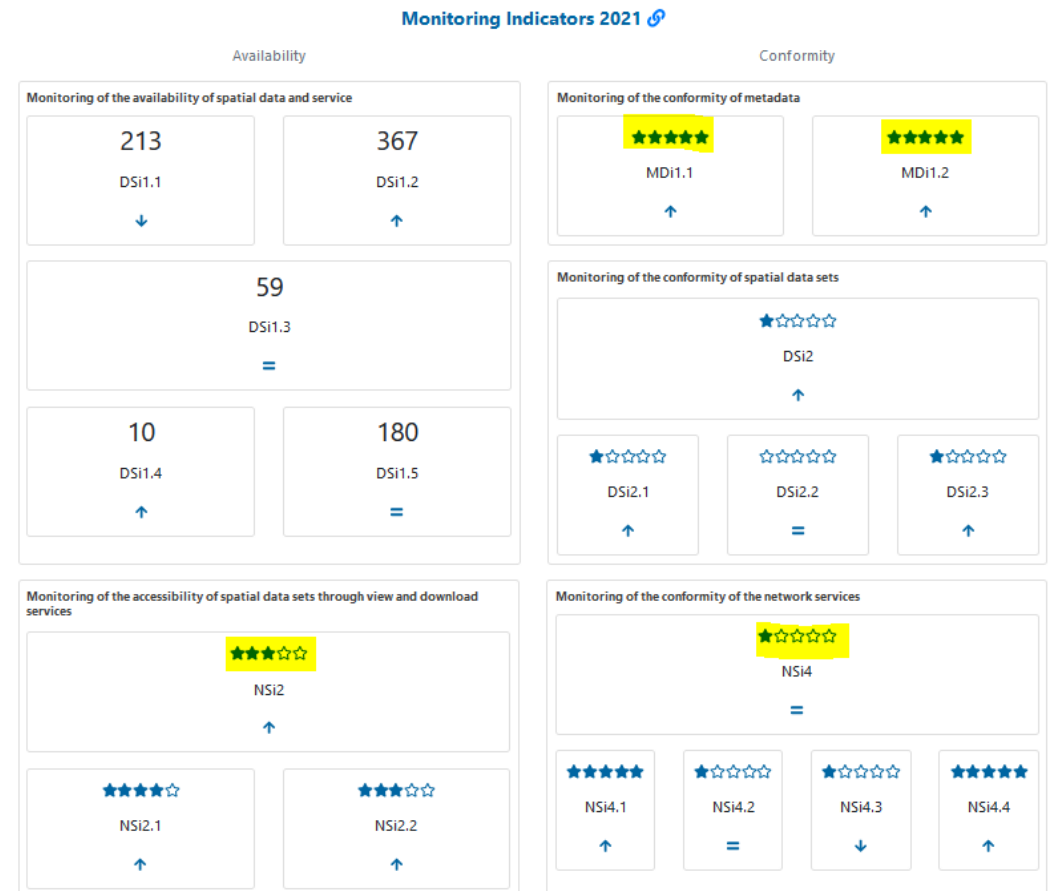 Monitoring Indicators 2021
Availability
Monitoring of the availability of spatial data and service
213
DSi1.1
367
DSi1.2
59
DSi1.3
=
10
DSi1.4
180
DSi1.5
=
Monitoring of the accessibility of spatial data sets through view and download
services
NSi2
NSi2.1
NSi2.2
Conformity
Monitoring of the conformity of metadata
MDi1.1
MDi1.2
Monitoring of the conformity of spatial data sets
DSi2
DSi2.1
DSi2.2
=
DSi2.3
Monitoring of the conformity of the network services
NSi4
=
NSi4.1
NSi4.2
=
NSi4.3
NSi4.4